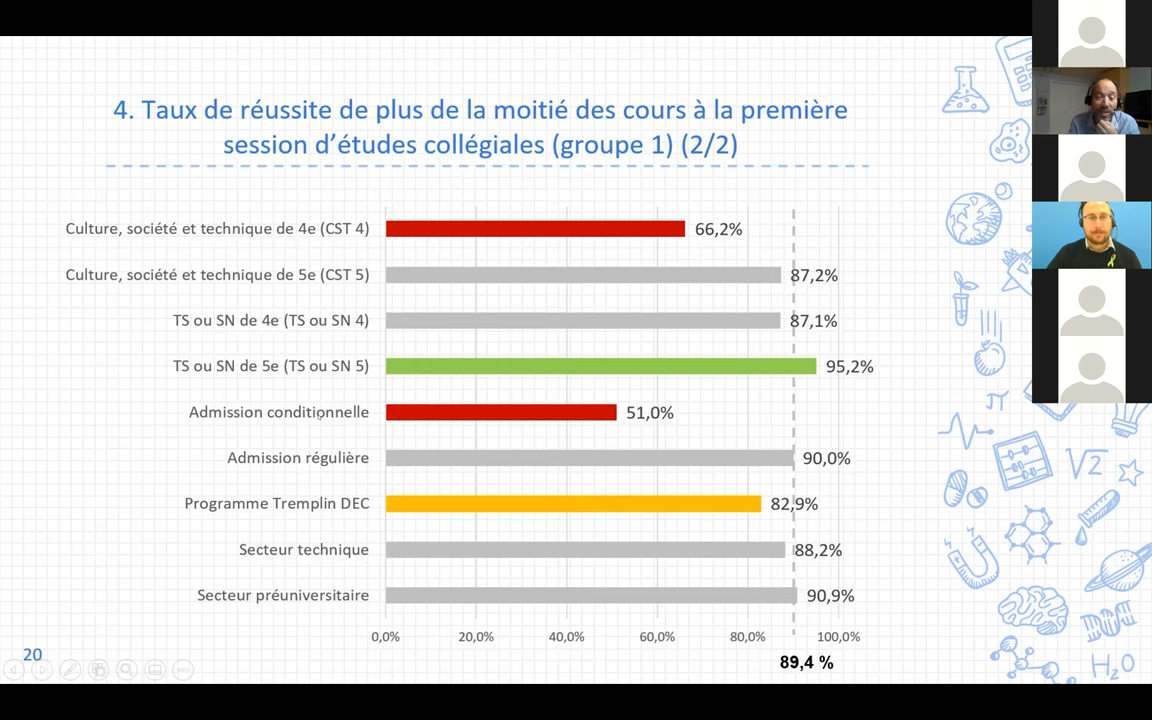 4. Taux de réussite de plus de la moitié des cours à la première
session d’études collégiales (groupe 1) (2/2)
Culture, société et technique de 4e (CST 4)
66,2%
Culture, société et technique de 5e (CST 5)
87,2%
TS ou SN de 4e (TS ou SN 4)
87,1%
TS ou SN de 5e (TS ou SN 5)
95,2%
Admission conditionnelle
51,0%
Admission régulière
90,0%
Programme Tremplin DEC
82,9%
Secteur technique
88,2%
Secteur préuniversitaire
90,9%
0,0% 20,0% 40,0% 60,0% 80,0% 100,0%
89,4 %
20
π
√2
H₂O